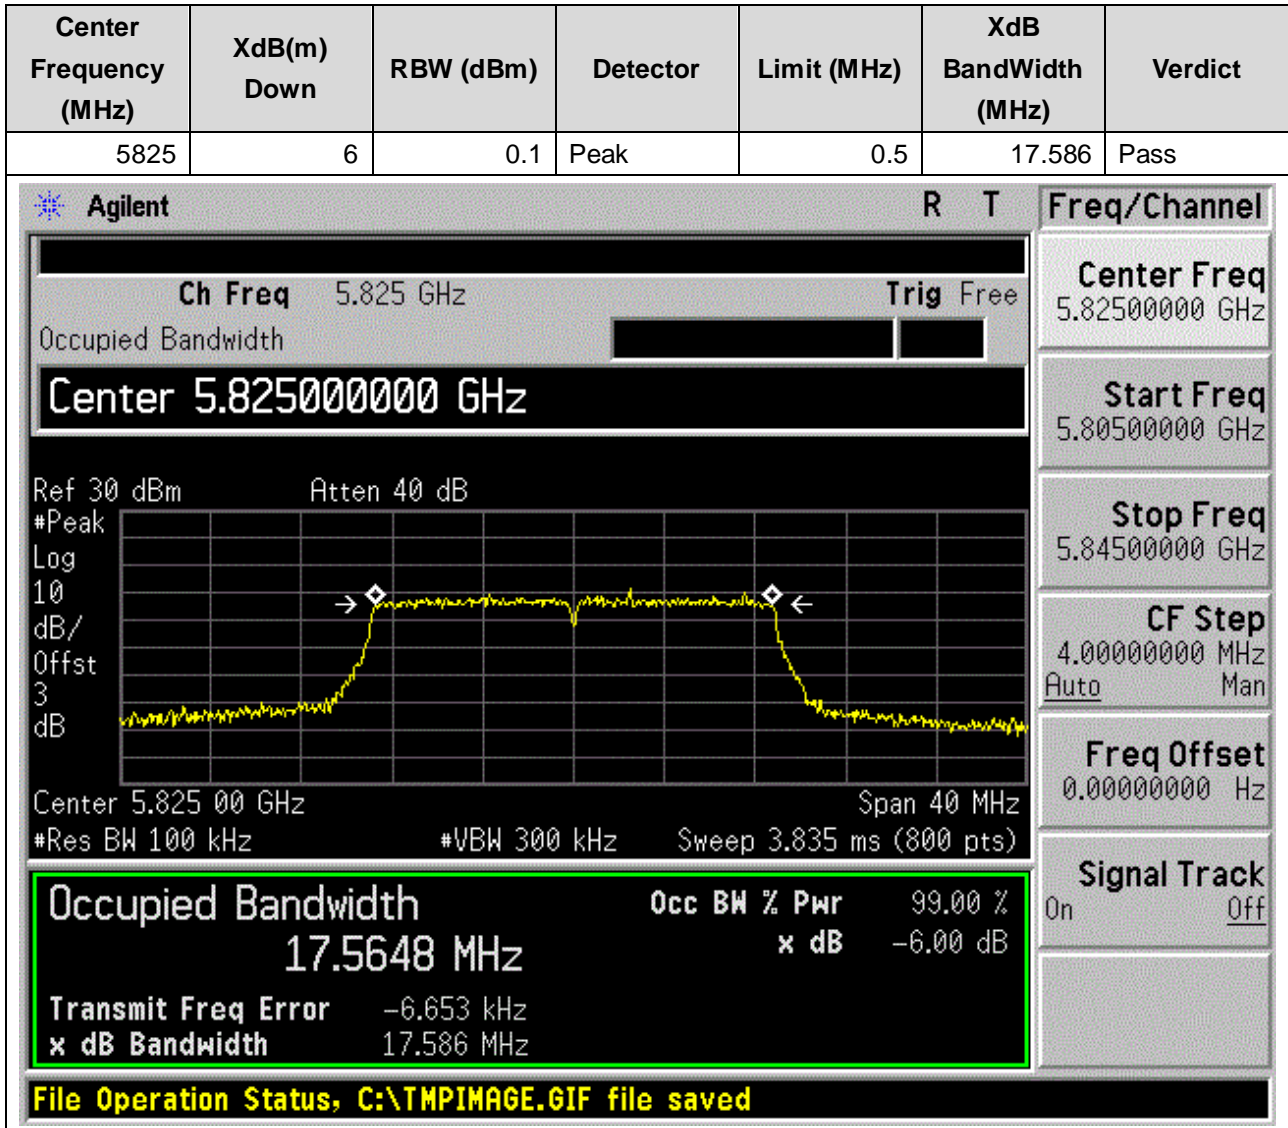 Center Frequency (MHz) XdB(m) Down RBW (dBm) Detector Limit (MHz) XdB BandWidth (MHz) Verdict
5825 6 0.1 Peak 0.5 17.586 Pass
Agilent R T Freq/Channel
Ch Freq 5.825 GHz Trig Free
Occupied Bandwidth
Center 5.825000000 GHz
Center Freq
5.82500000 GHz
Start Freq
5.80500000 GHz
Stop Freq
5.84500000 GHz
CF Step
4.00000000 MHz
Auto Man
Freq Offset
0.00000000 Hz
Signal Track
On Off
Ref 30 dBm Atten 40 dB
#Peak
Log
10
dB/
Offst
3
dB
Center 5.825 00 GHz Span 40 MHz
#Res BW 100 kHz #VBW 300 kHz Sweep 3.835 ms (800 pts)
Occupied Bandwidth Occ BW % Pwr 99.00 %
17.5648 MHz x dB -6.00 dB
Transmit Freq Error -6.653 kHz
x dB Bandwidth 17.586 MHz
File Operation Status, C:\TMPIMAGE.GIF file saved